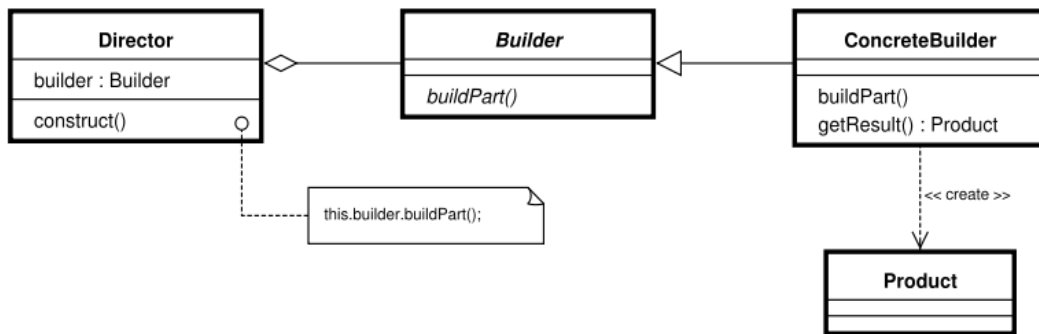 Director
builder : Builder
construct()
Builder
buildPart()
ConcreteBuilder
buildPart()
getResult() : Product
this.builder.buildPart();
<< create >>
Product